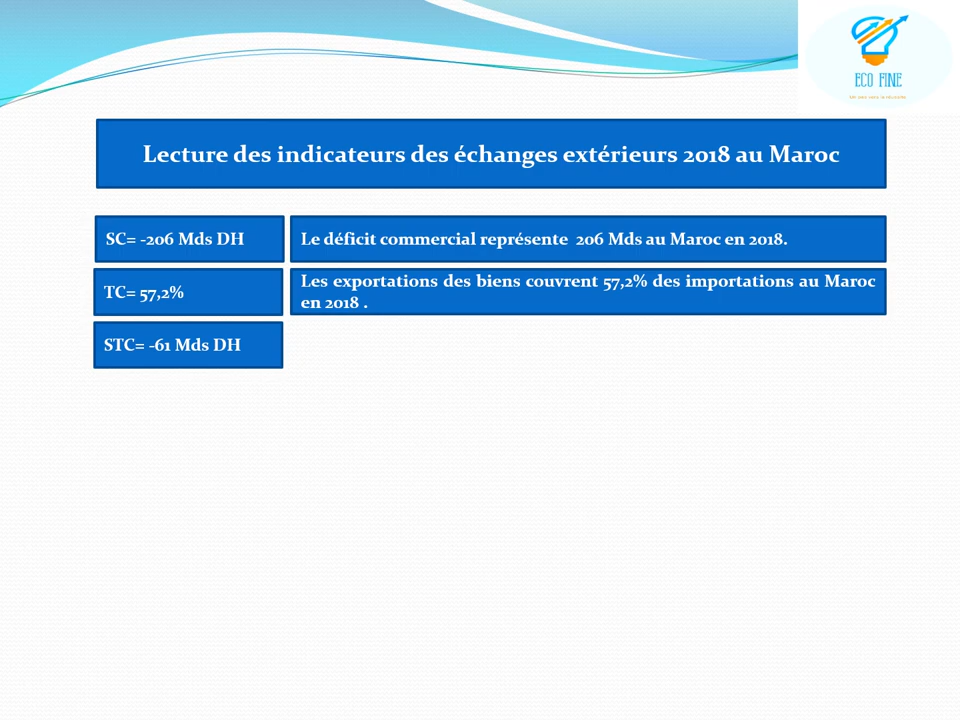 ECO FINE
Lecture des indicateurs des échanges extérieurs 2018 au Maroc
SC= -206 Mds DH
Le déficit commercial représente  206 Mds au Maroc en 2018.
TC= 57,2%
Les exportations des biens couvrent 57,2% des importations au Maroc
en 2018 .
STC= -61 Mds DH